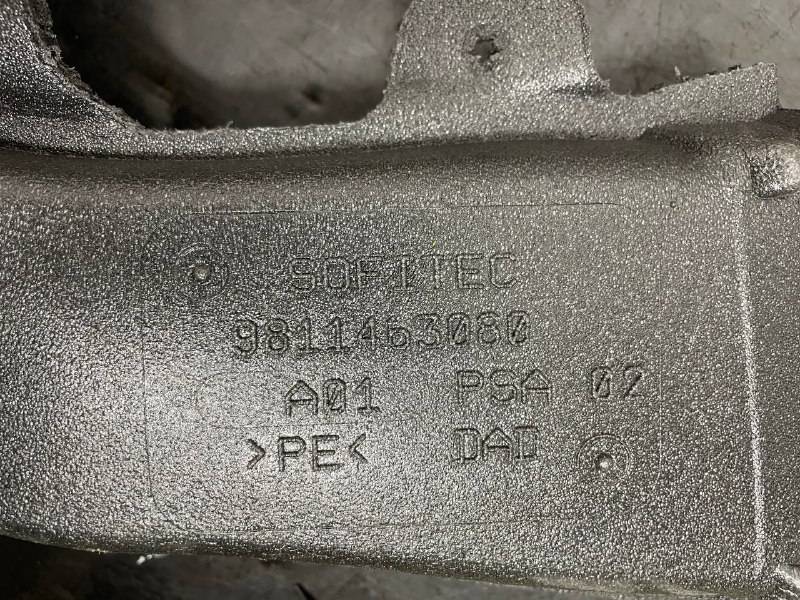 SOFITEC
9811463080
A01 PSA 02
>PE< DAD